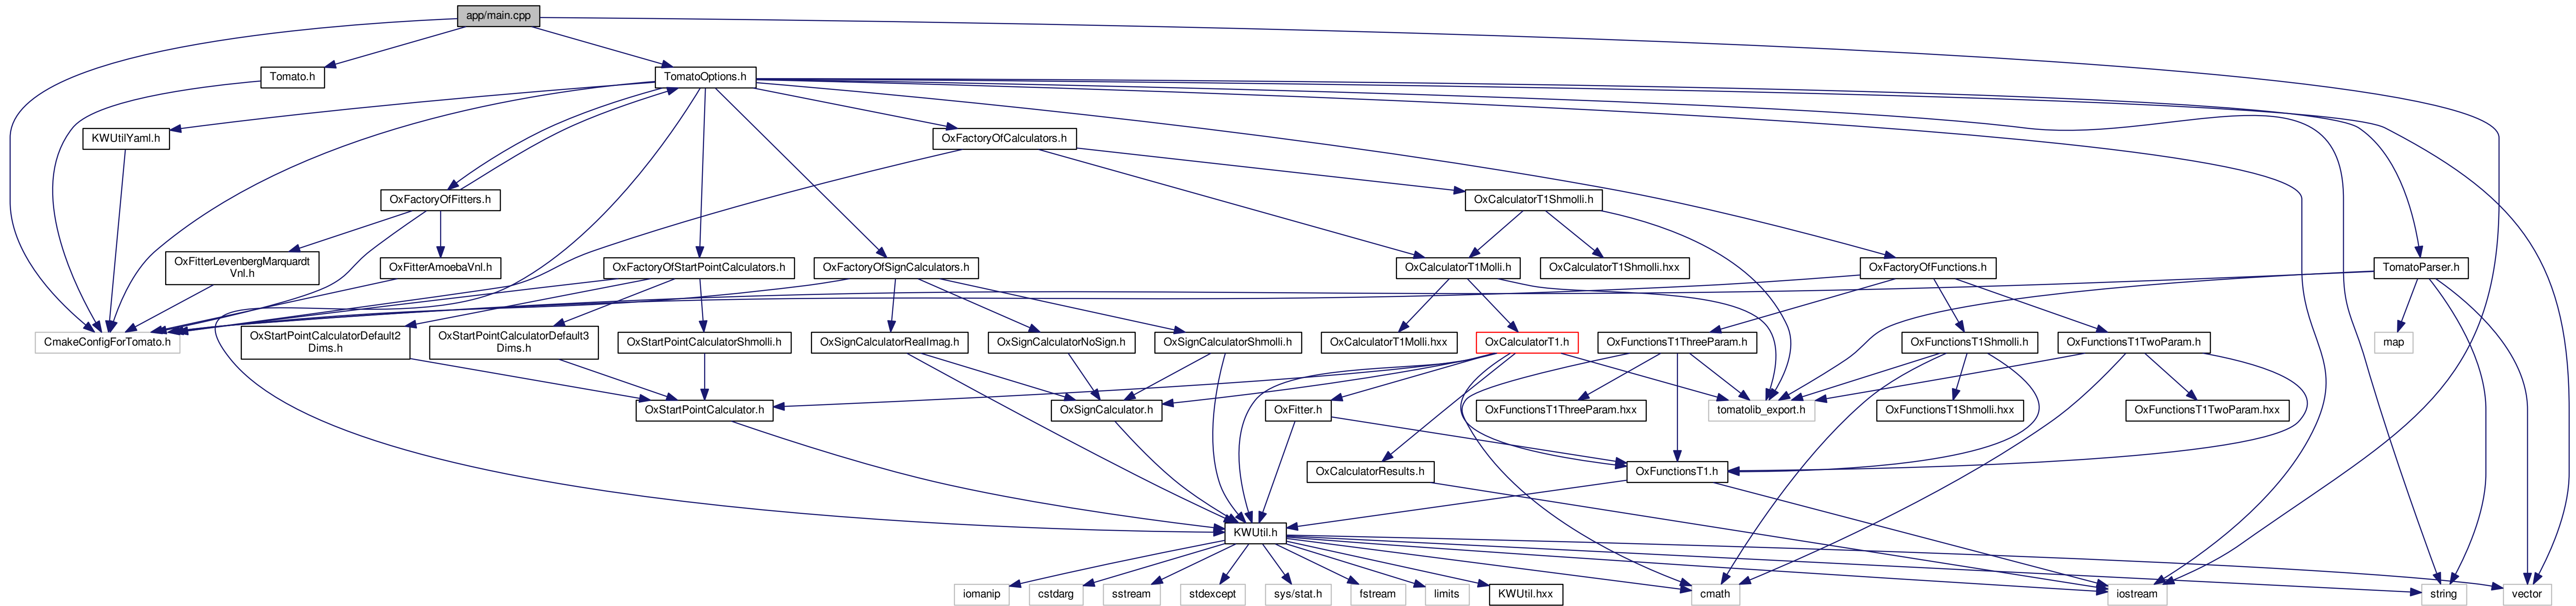 app/main.cpp
Tomato.h
TomatoOptions.h
KWUtilYaml.h
OxFactoryOfCalculators.h
OxFactoryOfFitters.h
OxCalculatorT1Shmolli.h
OxFitterLevenbergMarquardt
Vnl.h
OxFitterAmoebaVnl.h
OxFactoryOfStartPointCalculators.h
OxFactoryOfSignCalculators.h
OxCalculatorT1Molli.h
OxCalculatorT1Shmolli.hxx
OxFactoryOfFunctions.h
TomatoParser.h
CmakeConfigForTomato.h
OxStartPointCalculatorDefault2
Dims.h
OxStartPointCalculatorDefault3
Dims.h
OxStartPointCalculatorShmolli.h
OxSignCalculatorRealImag.h
OxSignCalculatorNoSign.h
OxSignCalculatorShmolli.h
OxCalculatorT1Molli.hxx
OxCalculatorT1.h
OxFunctionsT1ThreeParam.h
OxFunctionsT1Shmolli.h
OxFunctionsT1TwoParam.h
map
OxStartPointCalculator.h
OxSignCalculator.h
OxFitter.h
OxFunctionsT1ThreeParam.hxx
tomatolib_export.h
OxFunctionsT1Shmolli.hxx
OxFunctionsT1TwoParam.hxx
OxCalculatorResults.h
OxFunctionsT1.h
KWUtil.h
iomanip
cstdarg
sstream
stdexcept
sys/stat.h
fstream
limits
KWUtil.hxx
cmath
iostream
string
vector